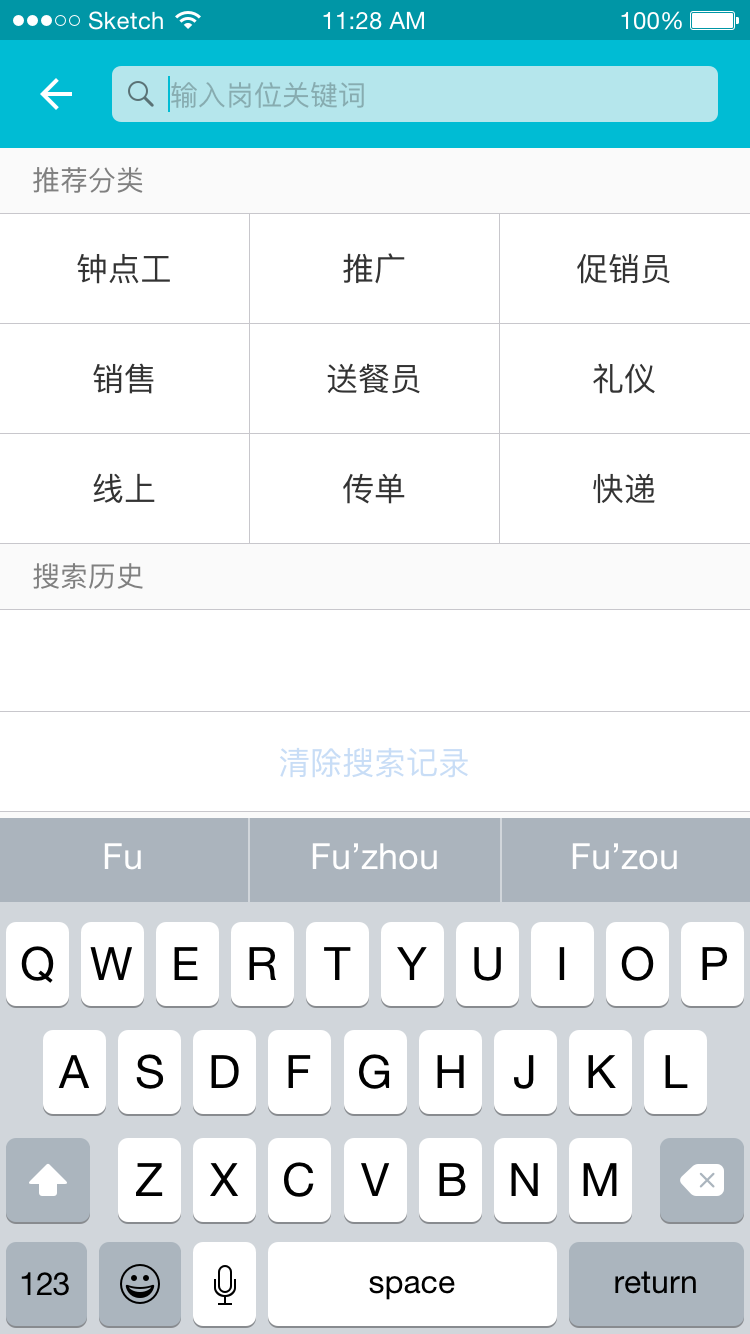 Sketch 11:28 AM 100%
输入岗位关键词
推荐分类
钟点工 推广 促销员
销售 送餐员 礼仪
线上 传单 快递
搜索历史
清除搜索记录
Fu Fu’zhou Fu’zou
Q W E R T Y U I O P
A S D F G H J K L
Z X C V B N M
123 space return